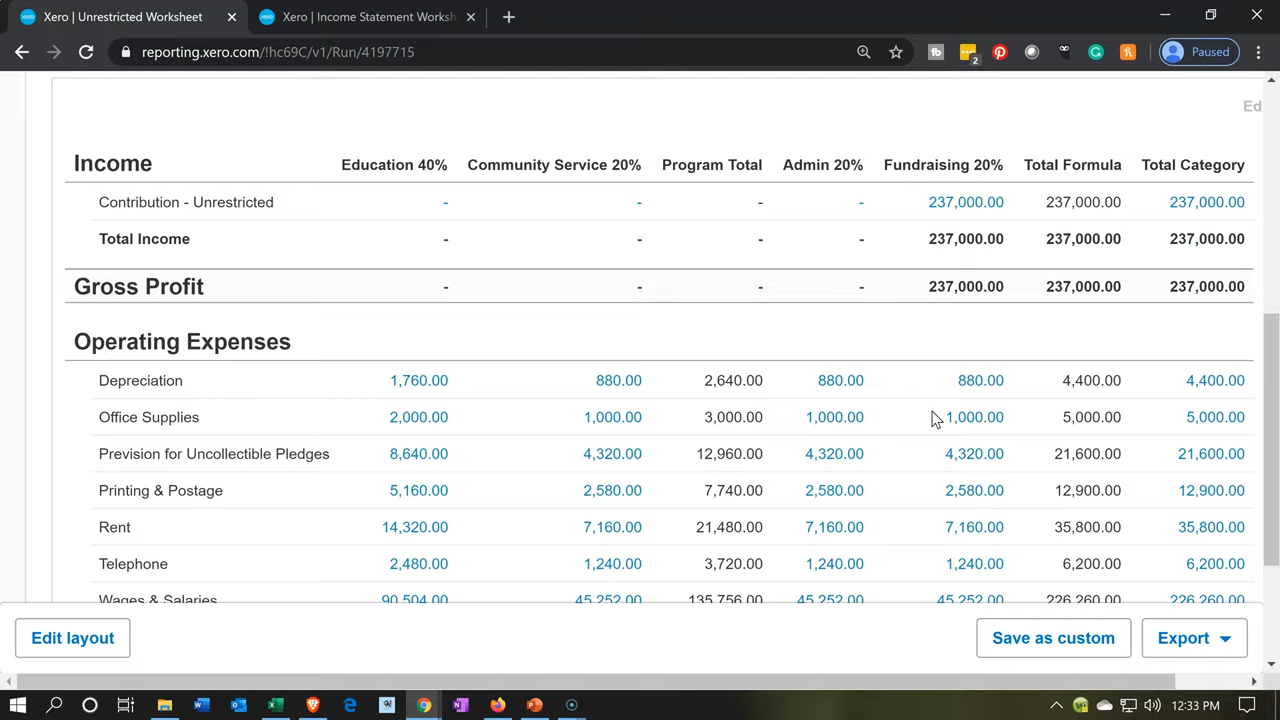 Xero | Unrestricted Worksheet
Xero | Income Statement Worksh
reporting.xero.com/!hc69C/v1/Run/4197715
2
Paused
Ed
Income Education 40% Community Service 20% Program Total Admin 20% Fundraising 20% Total Formula Total Category
Contribution - Unrestricted - - - - 237,000.00 237,000.00 237,000.00
Total Income - - - - 237,000.00 237,000.00 237,000.00
Gross Profit - - - - 237,000.00 237,000.00 237,000.00
Operating Expenses
Depreciation 1,760.00 880.00 2,640.00 880.00 880.00 4,400.00 4,400.00
Office Supplies 2,000.00 1,000.00 3,000.00 1,000.00 1,000.00 5,000.00 5,000.00
Prevision for Uncollectible Pledges 8,640.00 4,320.00 12,960.00 4,320.00 4,320.00 21,600.00 21,600.00
Printing & Postage 5,160.00 2,580.00 7,740.00 2,580.00 2,580.00 12,900.00 12,900.00
Rent 14,320.00 7,160.00 21,480.00 7,160.00 7,160.00 35,800.00 35,800.00
Telephone 2,480.00 1,240.00 3,720.00 1,240.00 1,240.00 6,200.00 6,200.00
Wages & Salaries 90,504.00 45,252.00 135,756.00 45,252.00 45,252.00 226,260.00 226,260.00
Edit layout Save as custom Export
12:33 PM